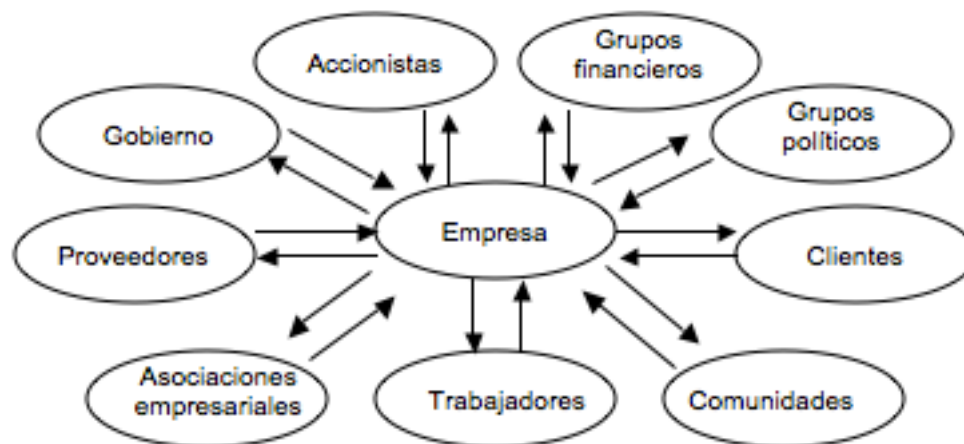 Accionistas
Grupos
financieros
Gobierno
Grupos
políticos
Empresa
Proveedores
Clientes
Asociaciones
empresariales
Trabajadores
Comunidades